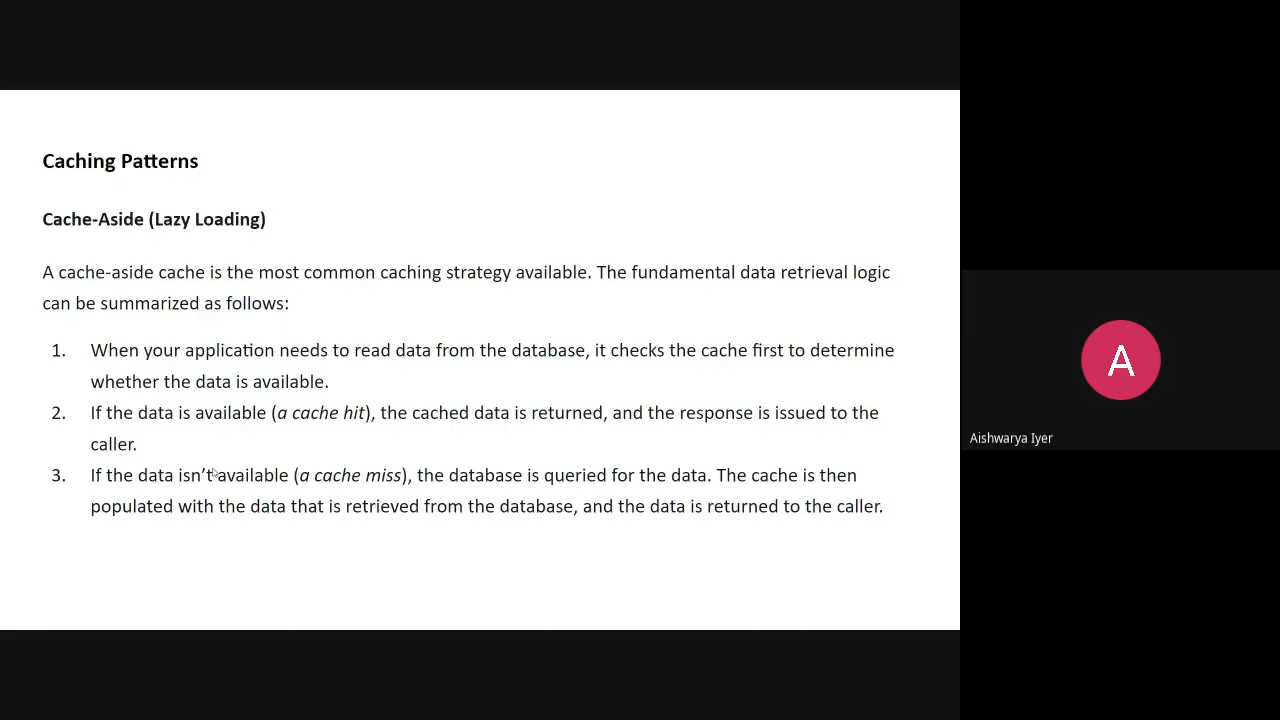 Caching Patterns
Cache-Aside (Lazy Loading)
A cache-aside cache is the most common caching strategy available. The fundamental data retrieval logic
can be summarized as follows:
1. When your application needs to read data from the database, it checks the cache first to determine
whether the data is available.
2. If the data is available (a cache hit), the cached data is returned, and the response is issued to the
caller.
3. If the data isn’t available (a cache miss), the database is queried for the data. The cache is then
populated with the data that is retrieved from the database, and the data is returned to the caller.
A
Aishwarya Iyer